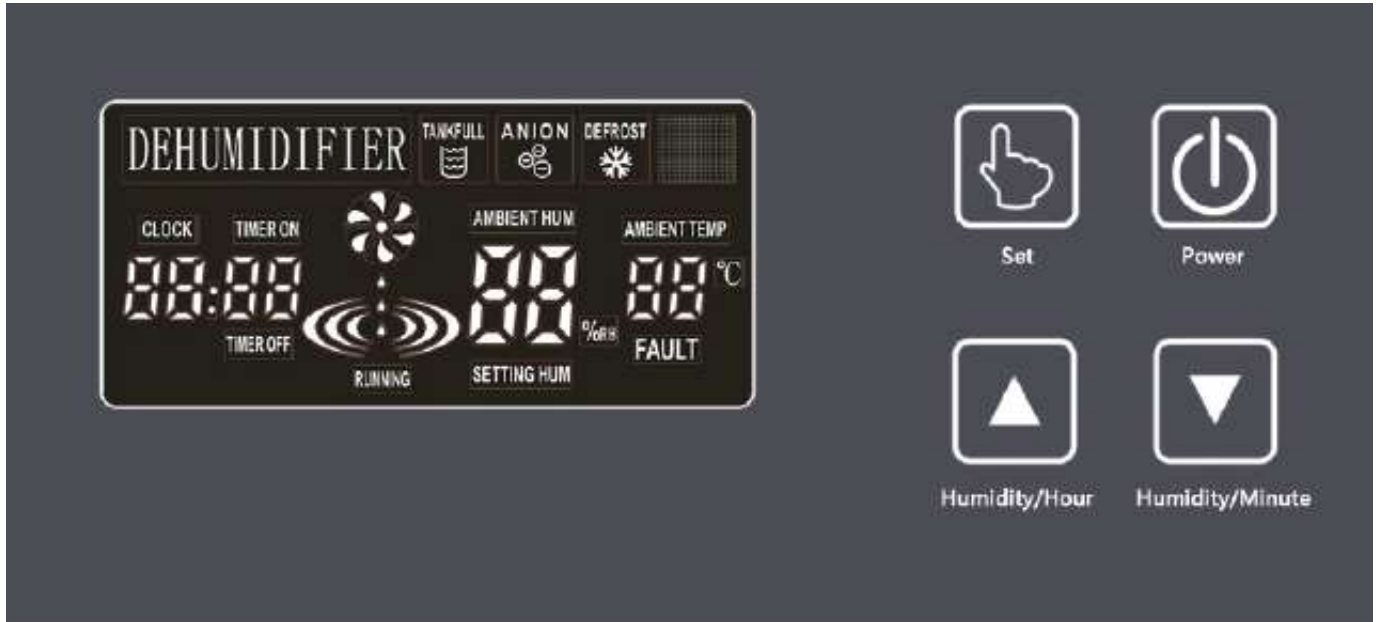 DEHUMIDIFIER
TANKFULL
ANION
DEFROST
CLOCK
TIMER ON
88:88
TIMER OFF
RUNNING
AMBIENT HUM
88
%RH
SETTING HUM
AMBIENT TEMP
88 ℃
FAULT
Set
Power
Humidity/Hour
Humidity/Minute